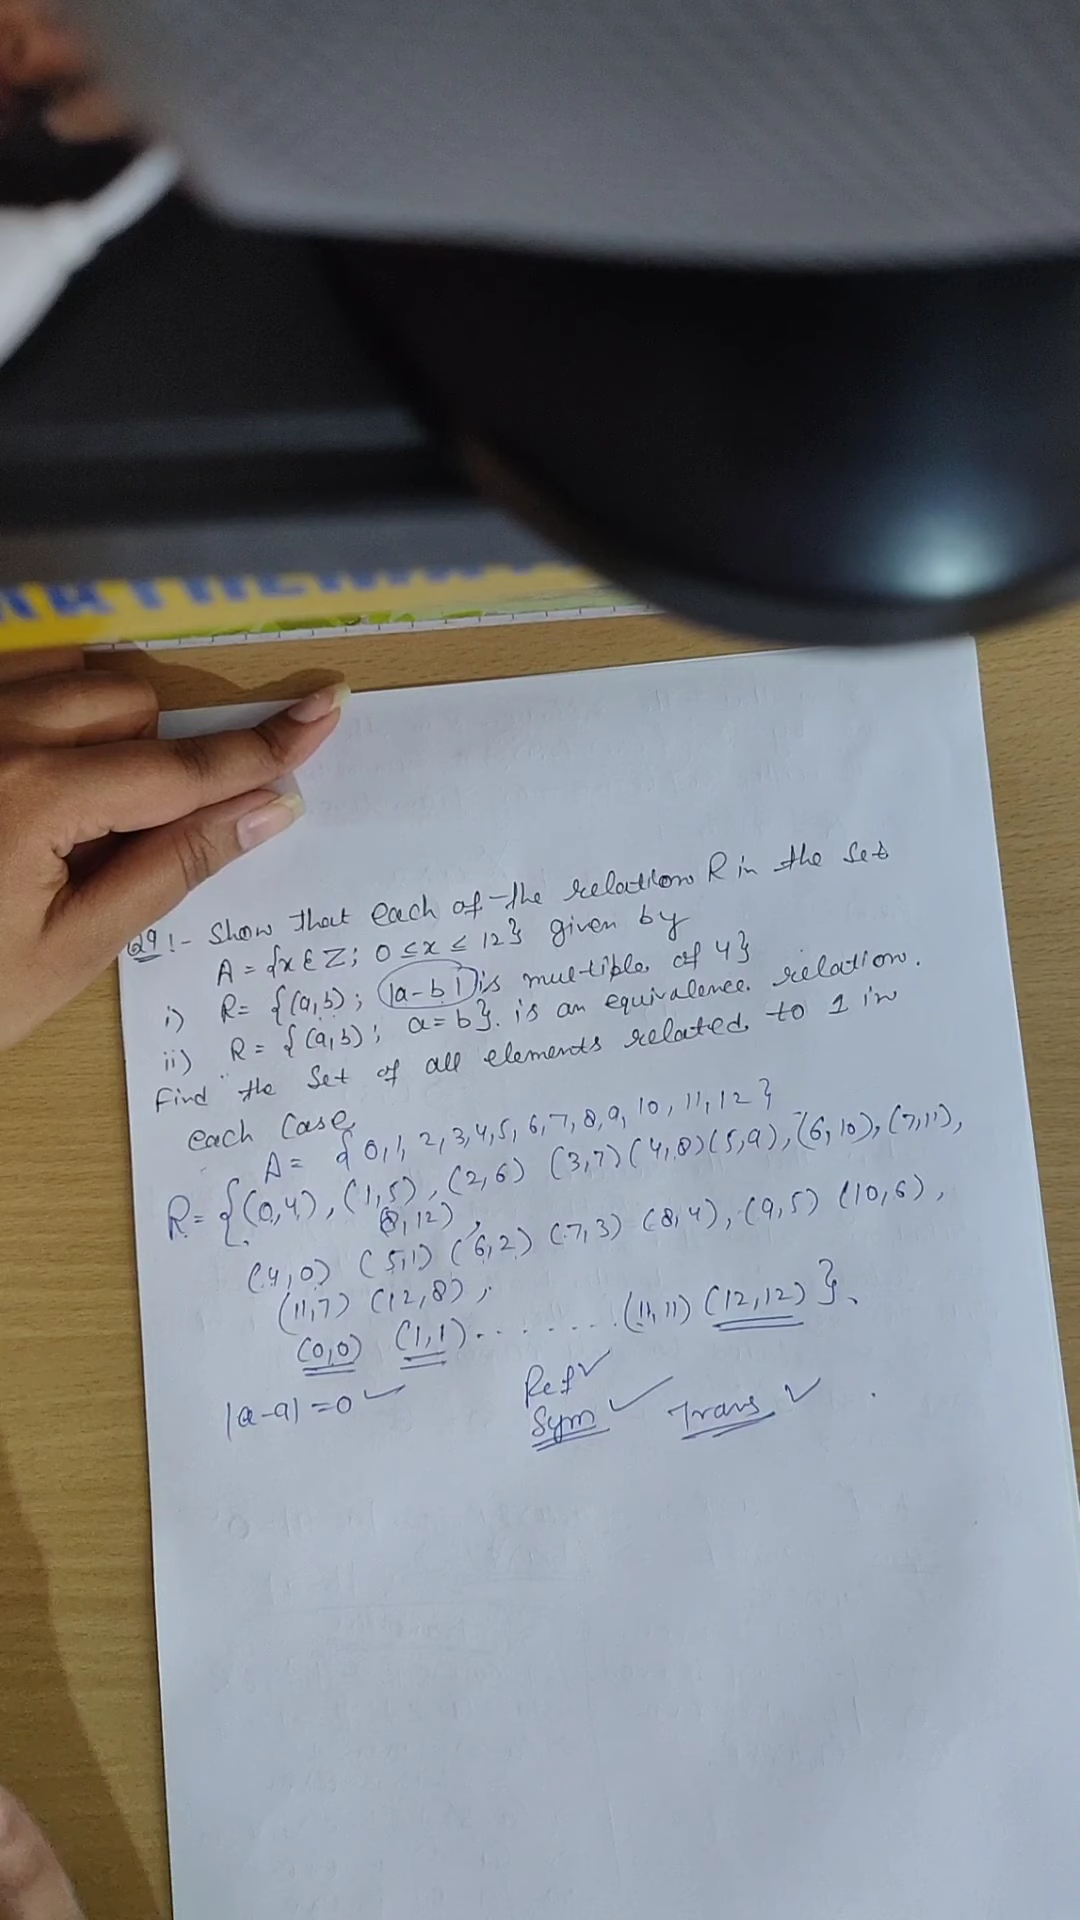 Q9!- Show that each of the relation R in the set
A = {x ∈ Z; 0 ≤ x ≤ 12} given by
i) R= {(a,b); |a-b| is multible of 4}
ii) R = {(a,b); a=b}. is an equivalence relation.
Find the Set of all elements related to 1 in
each Case,
A = {0,1,2,3,4,5,6,7,8,9,10,11,12}
R= {(0,4), (1,5), (2,6) (3,7) (4,8) (5,9), (6,10), (7,11),
(8,12),
(4,0) (5,1) (6,2) (7,3) (8,4), (9,5) (10,6),
(11,7) (12,8),
(0,0) (1,1)........(11,11) (12,12)}.
|a-a| =0 ✓ Ref ✓
Sym ✓ Trans ✓